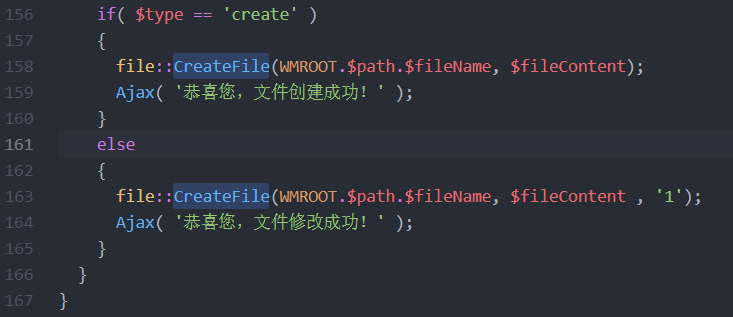 156 if( $type == 'create' )
157 {
158 file::CreateFile(WMROOT.$path.$fileName, $fileContent);
159 Ajax( '恭喜您，文件创建成功！' );
160 }
161 else
162 {
163 file::CreateFile(WMROOT.$path.$fileName, $fileContent , '1');
164 Ajax( '恭喜您，文件修改成功！' );
165 }
166 }
167 }